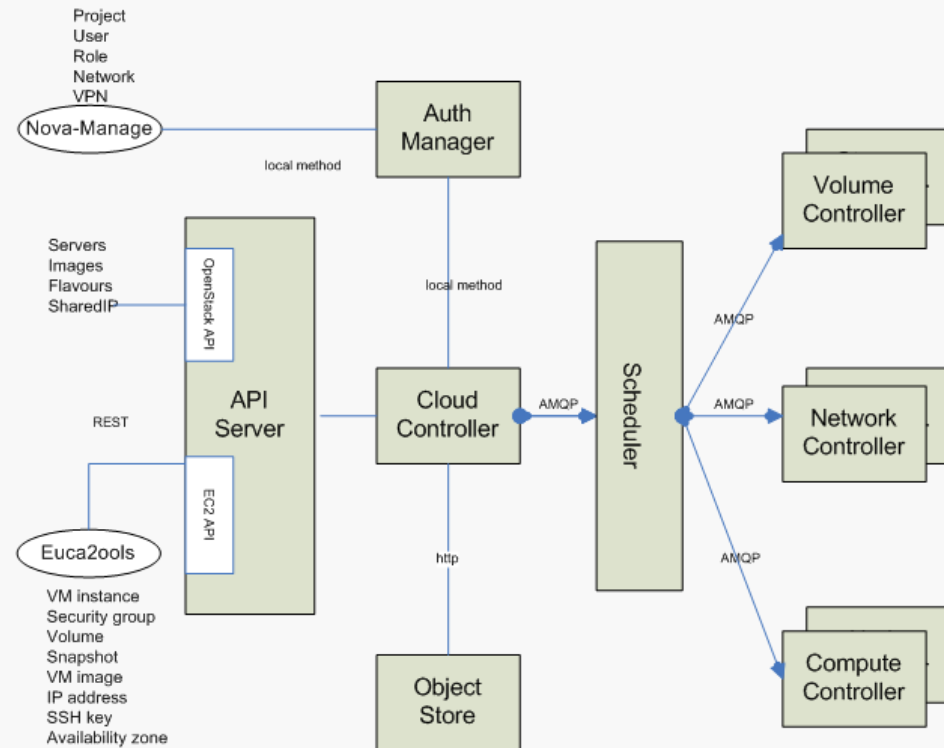 Project
User
Role
Network
VPN
Nova-Manage
Auth
Manager
local method
Volume
Controller
Servers
Images
Flavours
SharedIP
OpenStack API
local method
AMQP
REST
API
Server
Cloud
Controller
AMQP
Scheduler
AMQP
Network
Controller
EC2 API
Euca2ools
http
AMQP
VM instance
Security group
Volume
Snapshot
VM image
IP address
SSH key
Availability zone
Object
Store
Compute
Controller